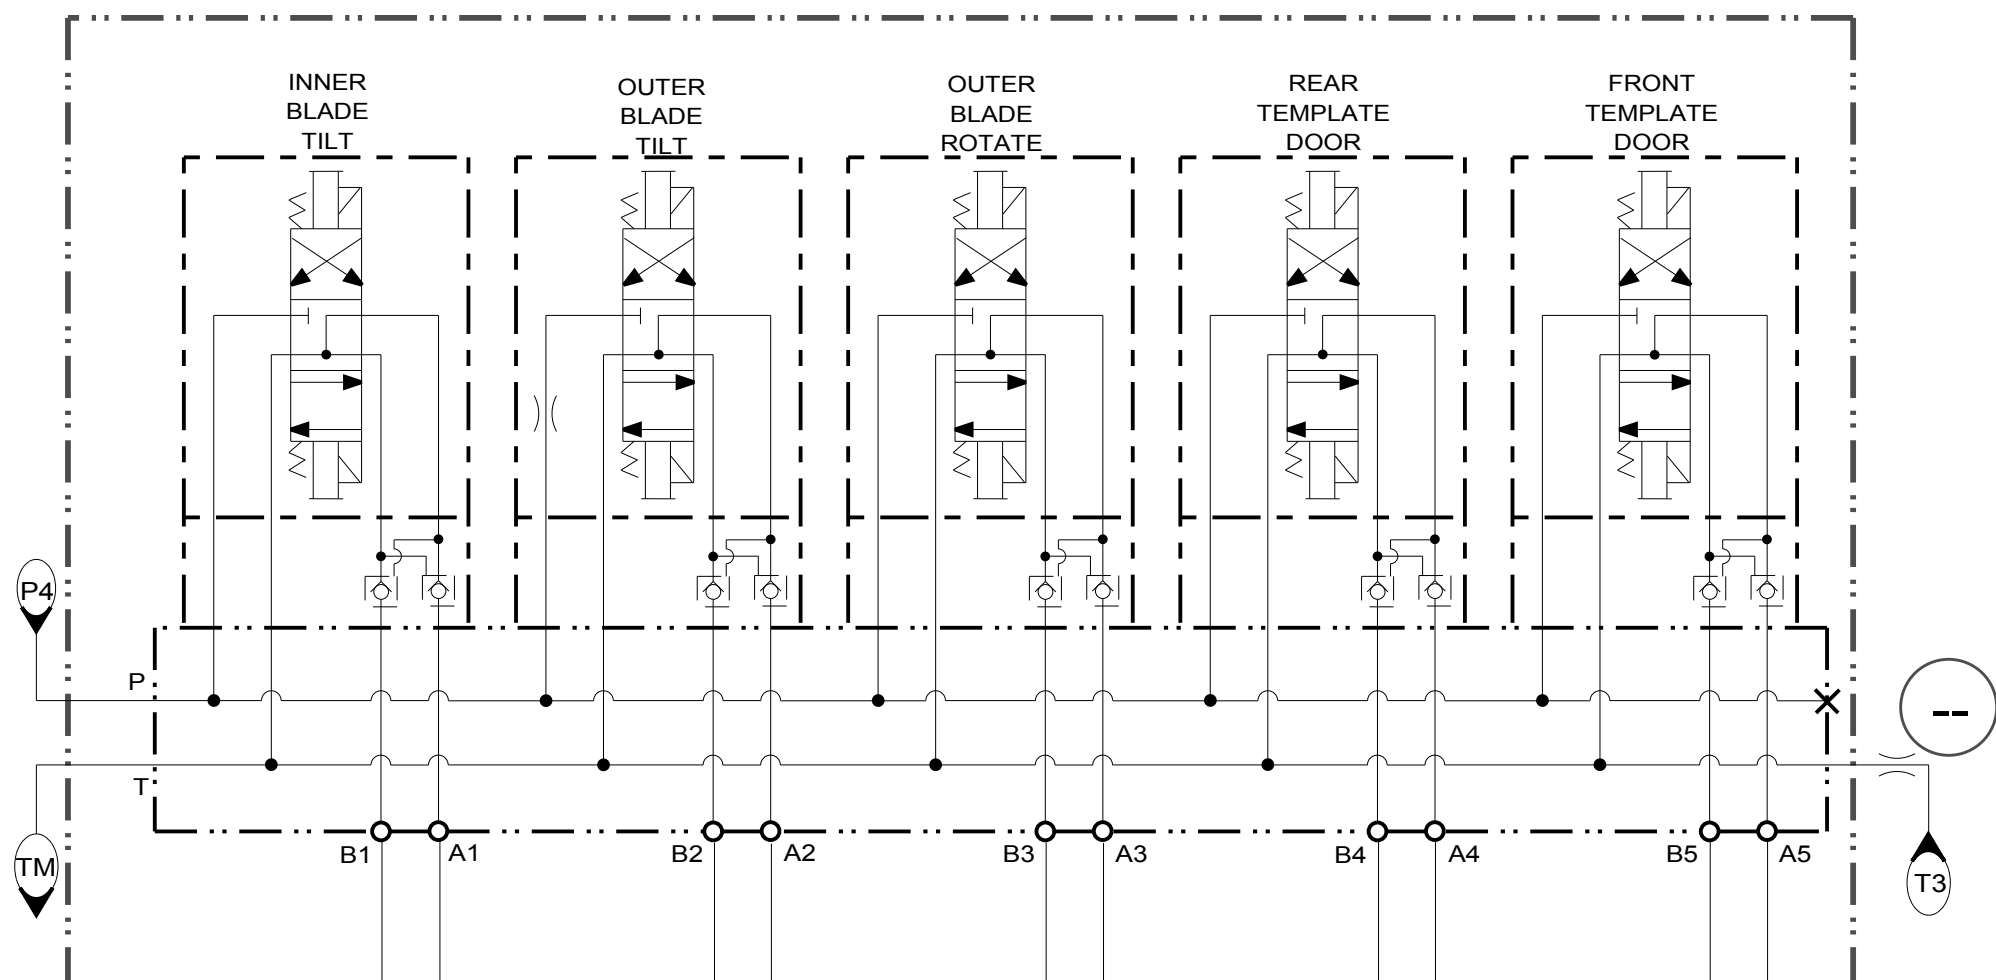 INNER
BLADE
TILT
OUTER
BLADE
TILT
OUTER
BLADE
ROTATE
REAR
TEMPLATE
DOOR
FRONT
TEMPLATE
DOOR
P4
P
--
T
TM
B1
A1
B2
A2
B3
A3
B4
A4
B5
A5
T3